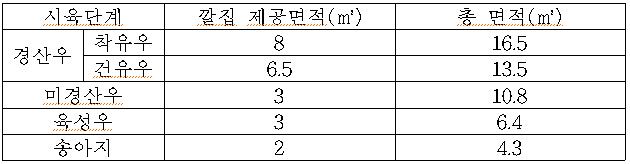 시육단계 깔집 제공면적(㎡) 총 면적(㎡)
경산우 착유우 8 16.5
건유우 6.5 13.5
미경산우 3 10.8
육성우 3 6.4
송아지 2 4.3